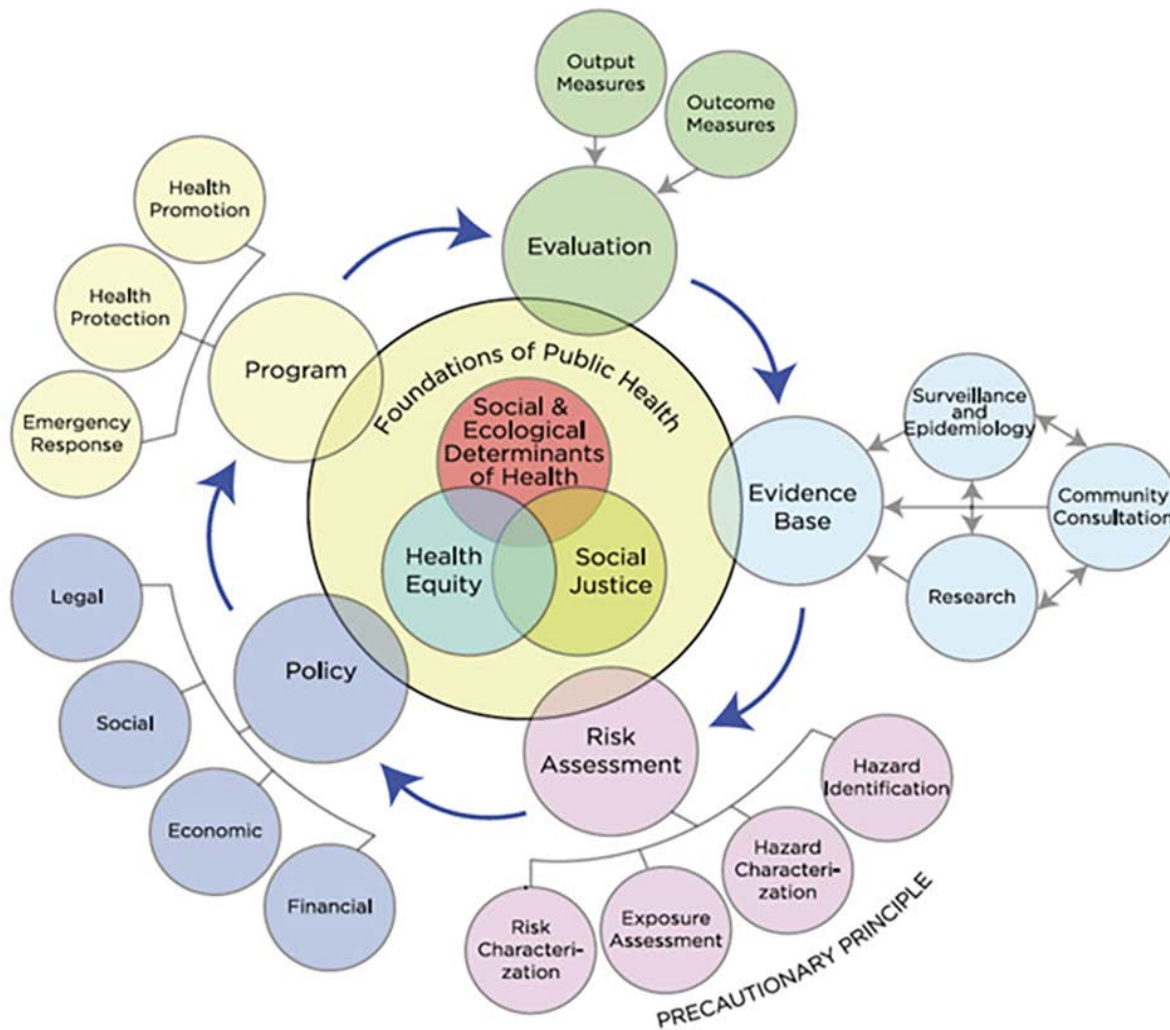 Output
Measures
Outcome
Measures
Evaluation
Health
Promotion
Health
Protection
Emergency
Response
Program
Foundations of Public Health
Social &
Ecological
Determinants
of Health
Health
Equity
Social
Justice
Evidence
Base
Surveillance
and
Epidemiology
Community
Consultation
Research
Policy
Legal
Social
Economic
Financial
Risk
Assessment
Hazard
Identification
Hazard
Characteri-
zation
Exposure
Assessment
Risk
Characteri-
zation
PRECAUTIONARY PRINCIPLE